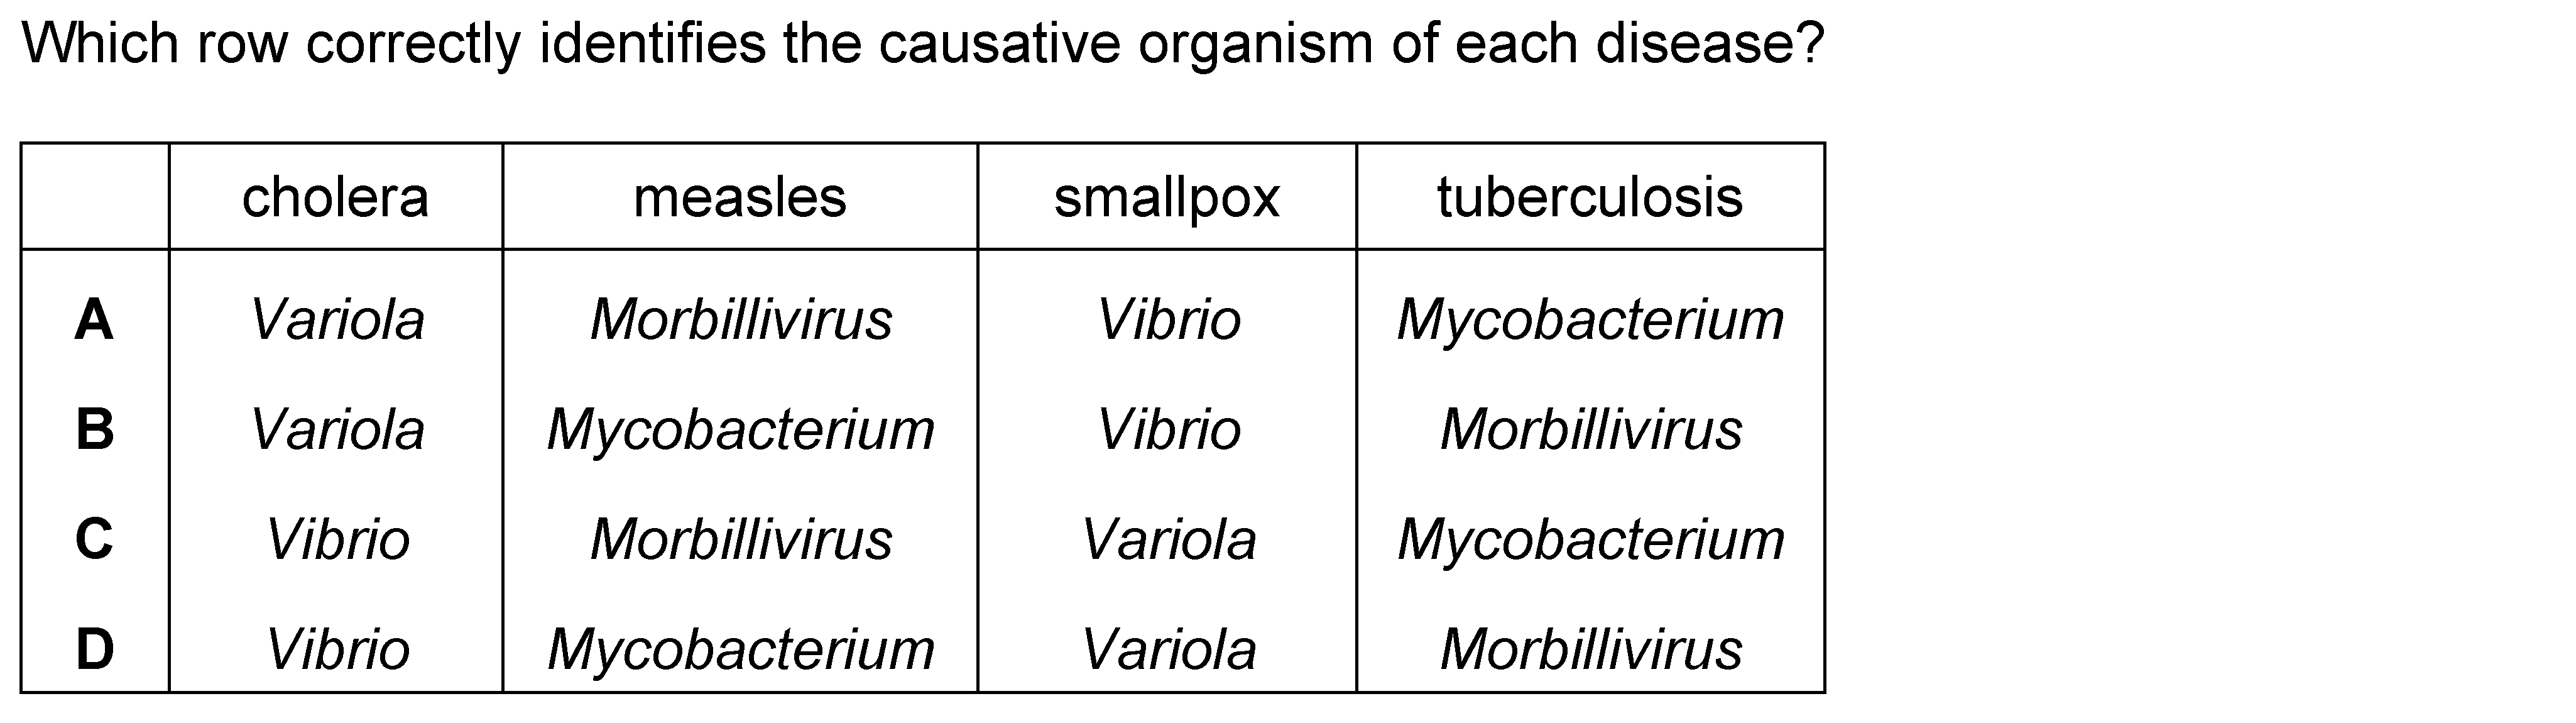 Which row correctly identifies the causative organism of each disease?
cholera measles smallpox tuberculosis
A Variola Morbillivirus Vibrio Mycobacterium
B Variola Mycobacterium Vibrio Morbillivirus
C Vibrio Morbillivirus Variola Mycobacterium
D Vibrio Mycobacterium Variola Morbillivirus